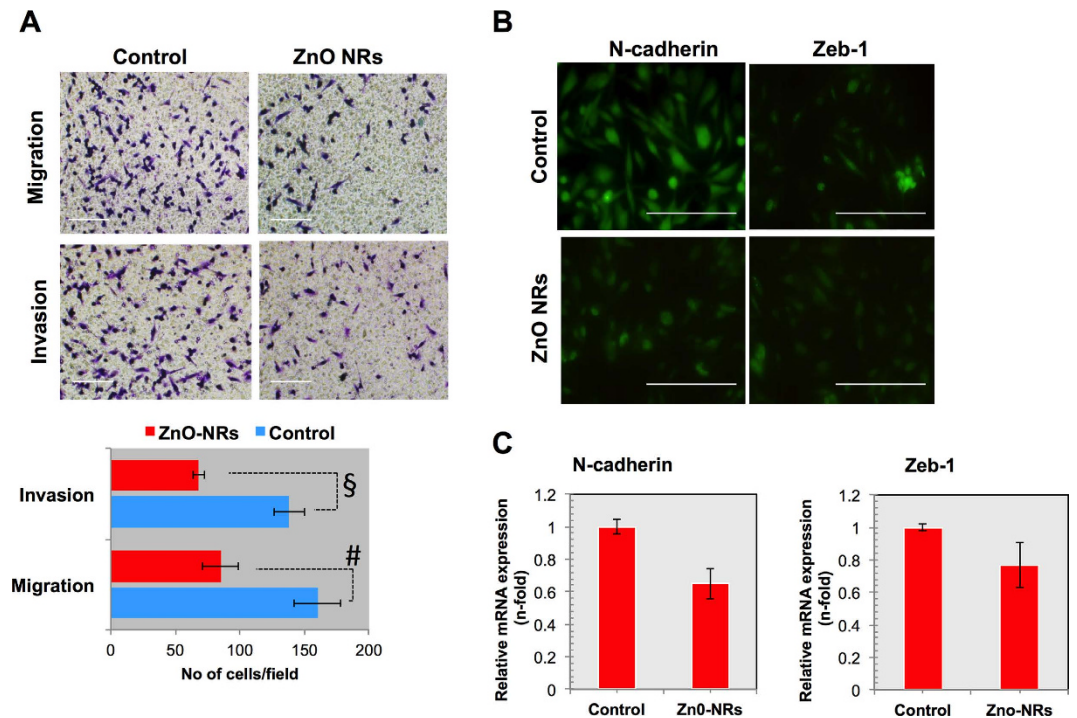 A
Control
ZnO NRs
Migration
Invasion
ZnO-NRs Control
Invasion
§
Migration
#
0 50 100 150 200
No of cells/field
B
N-cadherin
Zeb-1
Control
ZnO NRs
C
N-cadherin
Relative mRNA expression
(n-fold)
1.2
1
0.8
0.6
0.4
0.2
0
Control
Zn0-NRs
Zeb-1
Relative mRNA expression
(n-fold)
1.2
1
0.8
0.6
0.4
0.2
0
Control
Zno-NRs